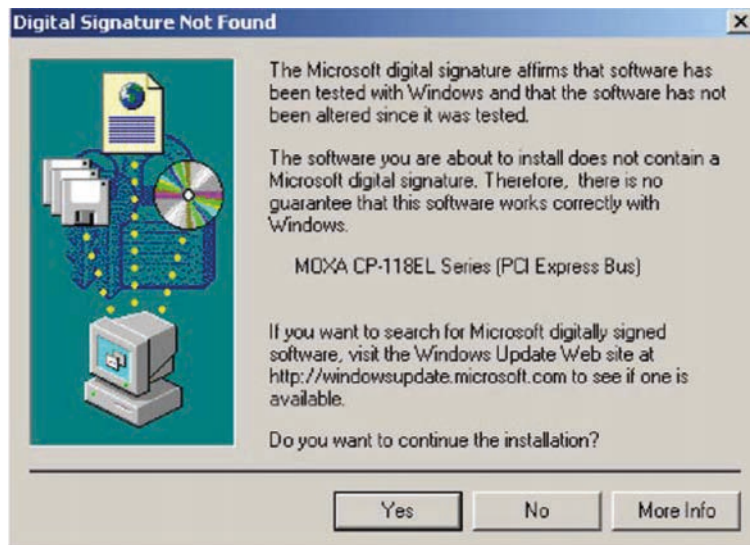 Digital Signature Not Found
The Microsoft digital signature affirms that software has
been tested with Windows and that the software has not
been altered since it was tested.
The software you are about to install does not contain a
Microsoft digital signature. Therefore, there is no
guarantee that this software works correctly with
Windows.
MOXA CP-118EL Series (PCI Express Bus)
If you want to search for Microsoft digitally signed
software, visit the Windows Update Web site at
http://windowsupdate.microsoft.com to see if one is
available.
Do you want to continue the installation?
Yes No More Info